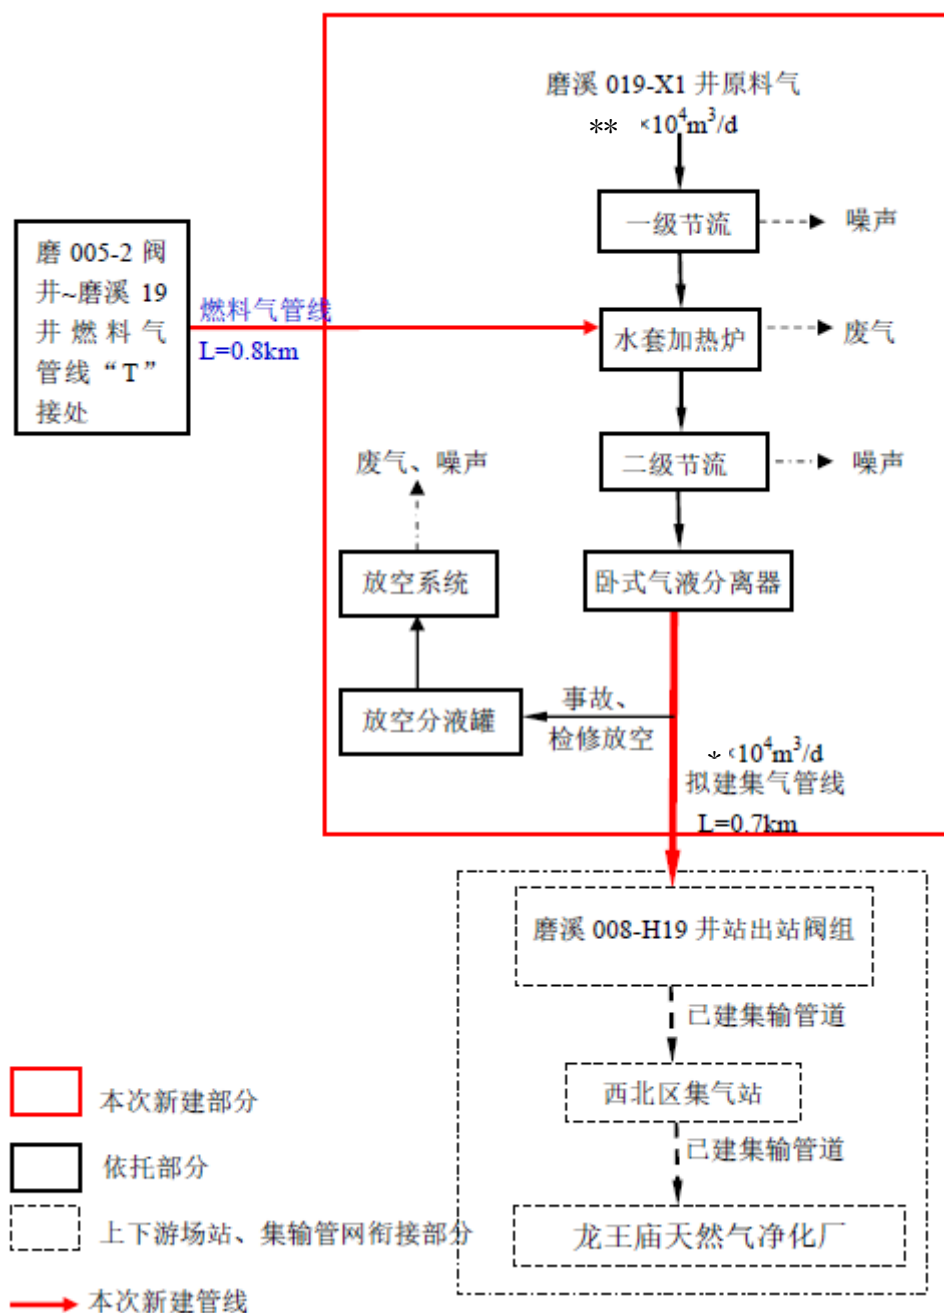 磨溪 019-X1 井原料气
** ×10⁴m³/d
一级节流
噪声
磨 005-2 阀
井~磨溪 19
井燃料气
管线“T”
接处
燃料气管线
L=0.8km
水套加热炉
废气
二级节流
噪声
废气、噪声
放空系统
卧式气液分离器
放空分液罐
事故、
检修放空
* ×10⁴m³/d
拟建集气管线
L=0.7km
磨溪 008-H19 井站出站阀组
已建集输管道
西北区集气站
已建集输管道
龙王庙天然气净化厂
本次新建部分
依托部分
上下游场站、集输管网衔接部分
本次新建管线